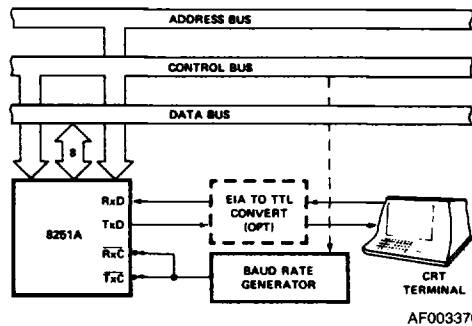 ADDRESS BUS
CONTROL BUS
DATA BUS
8
8251A
RxD
TxD
RxC
TxC
EIA TO TTL
CONVERT
(OPT)
BAUD RATE
GENERATOR
CRT
TERMINAL
AF00337